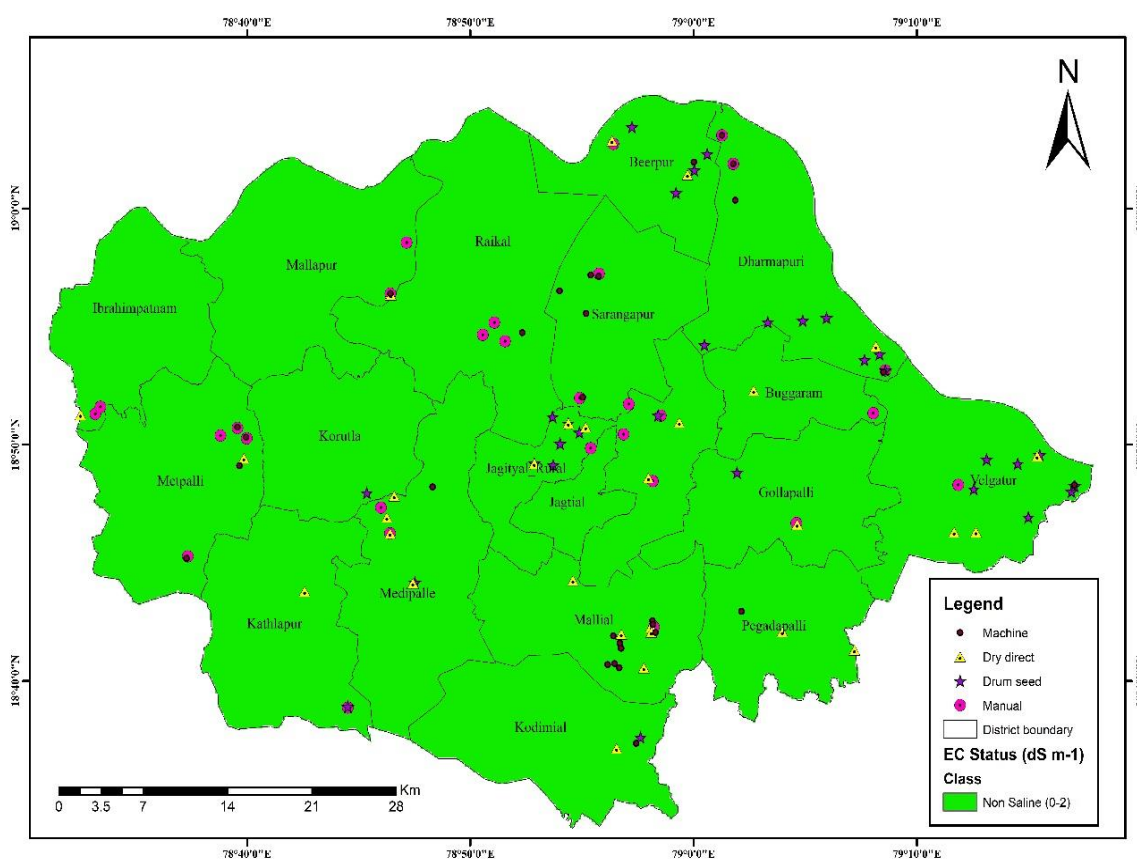 78°40'0"E 78°50'0"E 79°0'0"E 79°10'0"E
N
Beerpur
19°0'0"N
Raikal
Dharmapuri
Mallapur
Ibrahimpatnam
Sarangapur
Buggaram
18°50'0"N
Korutla
Metpalli
Jagityal_Rural
Velgatur
Gollapalli
Jagtial
Medipalle
Mallial
Pegadapalli
Kathlapur
18°40'0"N
Kodimial
Legend
Machine
Dry direct
Drum seed
Manual
District boundary
EC Status (dS m-1)
Class
Non Saline (0-2)
Km
0 3.5 7 14 21 28
78°40'0"E 78°50'0"E 79°0'0"E 79°10'0"E